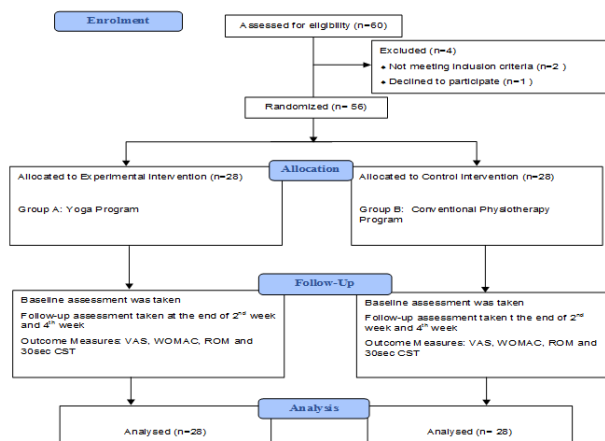 Enrolment
Assessed for eligibility (n=60)
Excluded (n=4)
♦ Not meeting inclusion criteria (n=2 )
♦ Declined to participate (n=1 )
Randomized (n= 56)
Allocation
Allocated to Experimental Intervention (n=28)
Group A: Yoga Program
Allocated to Control Intervention (n=28)
Group B: Conventional Physiotherapy
Program
Follow-Up
Baseline assessment was taken
Follow-up assessment taken at the end of 2nd week
and 4th week
Outcome Measures: VAS, WOMAC, ROM and
30sec CST
Baseline assessment was taken
Follow-up assessment taken t the end of 2nd
week and 4th week
Outcome Measures: VAS, WOMAC, ROM and
30sec CST
Analysis
Analysed (n=28)
Analysed (n= 28)